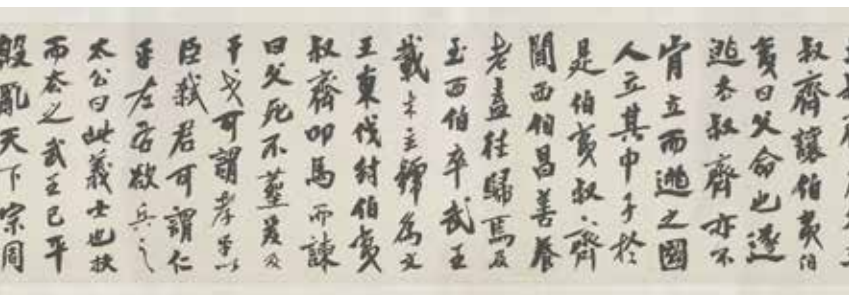 叔齊讓伯夷伯
夷曰父命也遂
逃去叔齊亦不
肯立而逃之國
人立其中子於
是伯夷叔齊
聞西伯昌善養
老盍往歸焉及
至西伯卒武王
載木主號為文
王東伐紂伯夷
叔齊叩馬而諫
曰父死不葬爰及
干戈可謂孝乎以
臣弒君可謂仁
乎左右欲兵之
太公曰此義士也扶
而去之武王已平
殷亂天下宗周